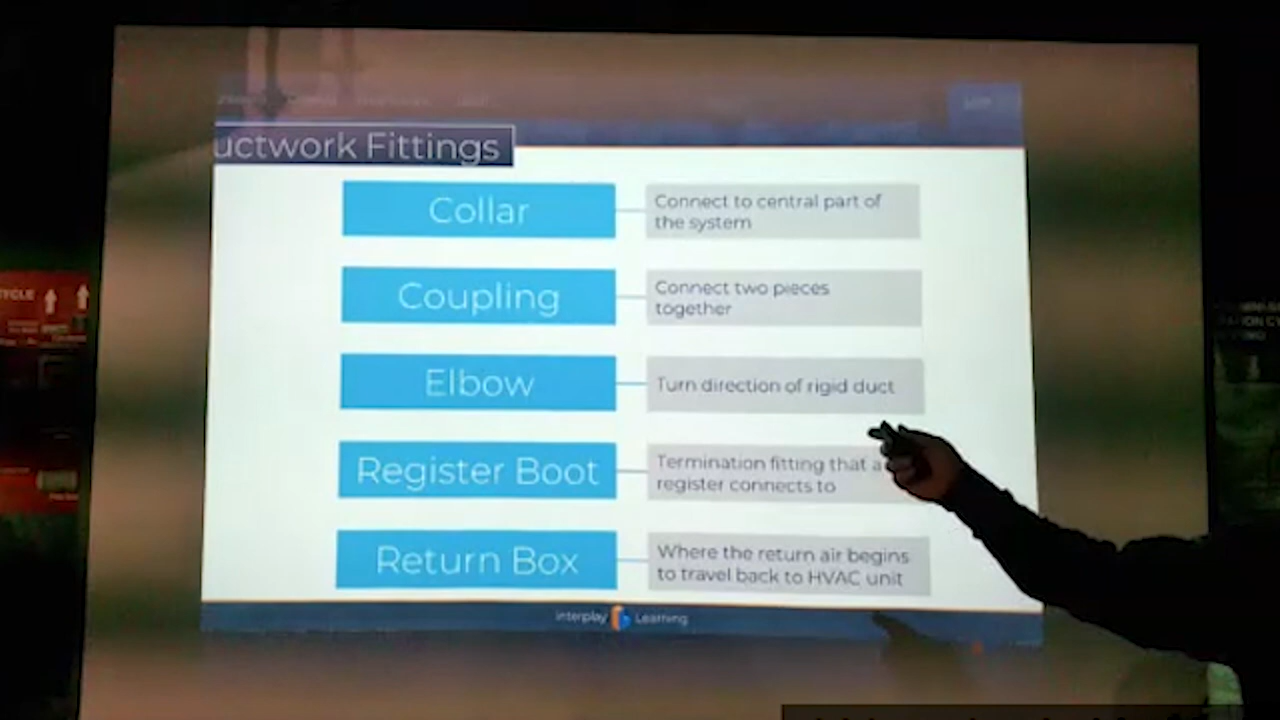 uctwork Fittings
Collar
Connect to central part of
the system
Coupling
Connect two pieces
together
Elbow
Turn direction of rigid duct
Register Boot
Termination fitting that a
register connects to
Return Box
Where the return air begins
to travel back to HVAC unit
interplay Learning
YCLE